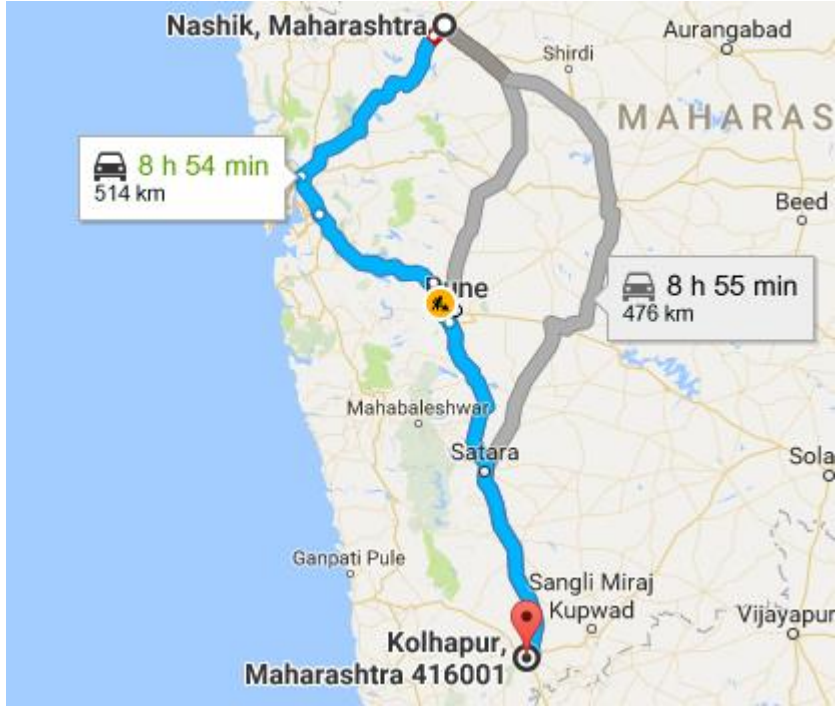 Nashik, Maharashtra
Aurangabad
Shirdi
MAHARAS
8 h 54 min
514 km
Beed
Pune
8 h 55 min
476 km
Mahabaleshwar
Satara
Sola
Ganpati Pule
Sangli Miraj
Kupwad
Vijayapur
Kolhapur,
Maharashtra 416001